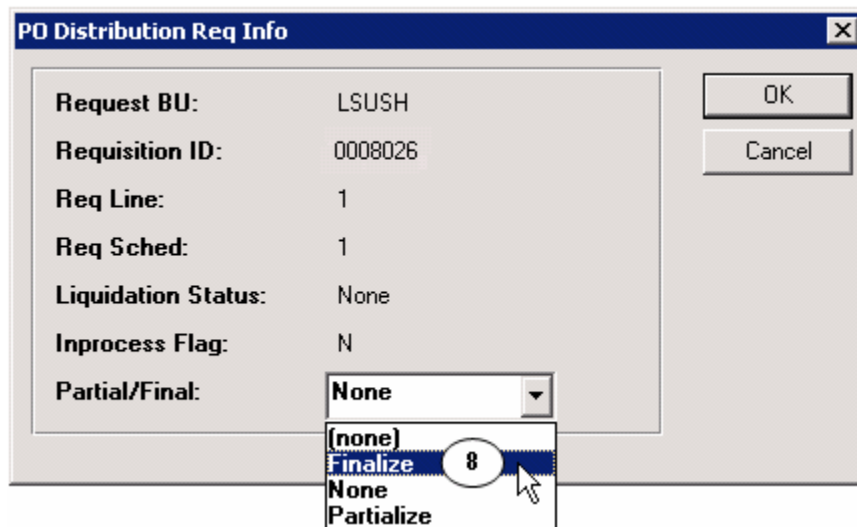 PO Distribution Req Info
Request BU: LSUSH
OK
Requisition ID: 0008026
Cancel
Req Line: 1
Req Sched: 1
Liquidation Status: None
Inprocess Flag: N
Partial/Final: None
(none)
Finalize 8
None
Partialize